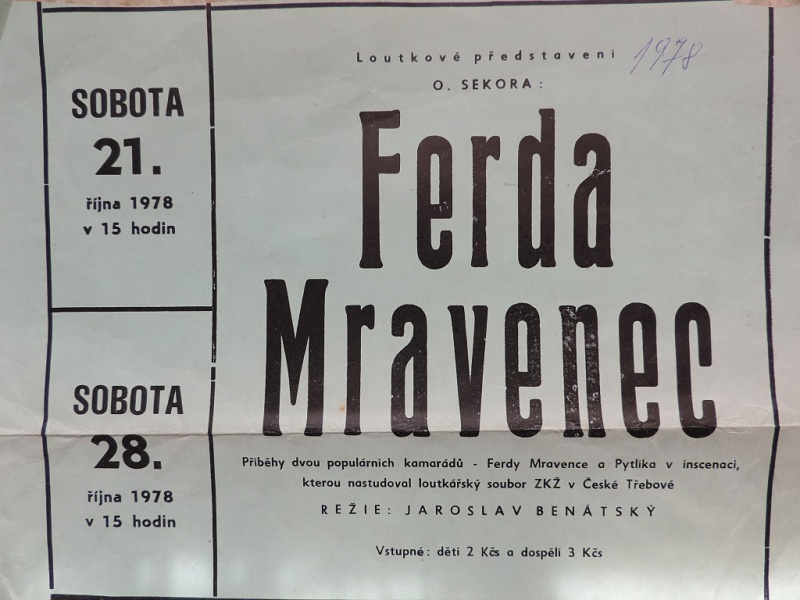 SOBOTA
21.
října 1978
v 15 hodin
SOBOTA
28.
října 1978
v 15 hodin
Loutkové představení
1978
O. SEKORA:
Ferda
Mravenec
Příběhy dvou populárních kamarádů - Ferdy Mravence a Pytlíka v inscenaci,
kterou nastudoval loutkářský soubor ZKŽ v České Třebové
REŽIE: JAROSLAV BENÁTSKÝ
Vstupné: děti 2 Kčs a dospělí 3 Kčs